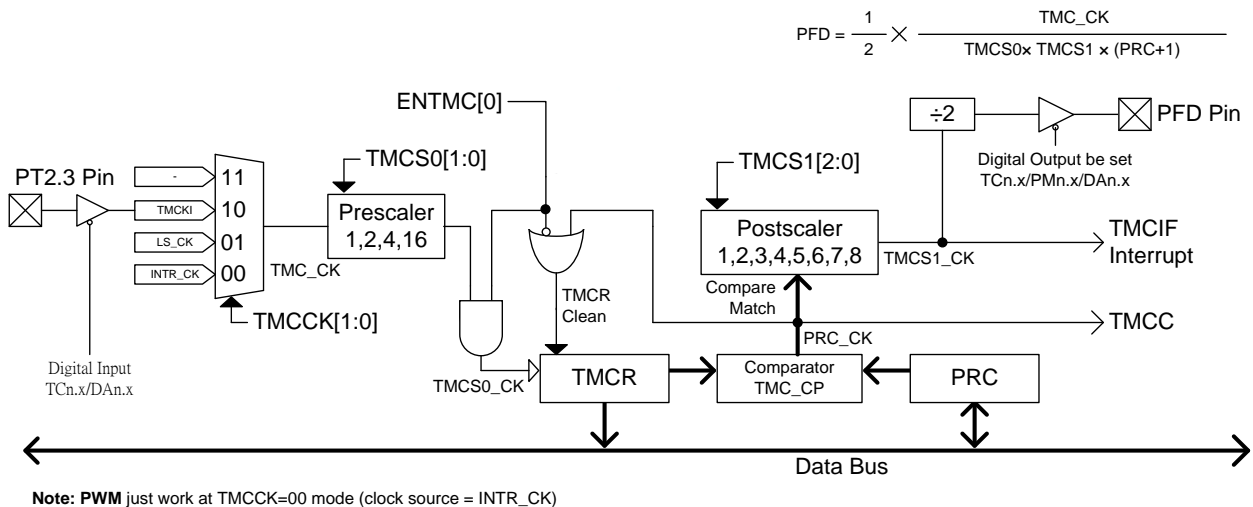 PFD = 1/2 × TMC_CK / TMCS0× TMCS1 × (PRC+1)
ENTMC[0]
÷2
PFD Pin
Digital Output be set
TCn.x/PMn.x/DAn.x
PT2.3 Pin
-
11
TMCKI
10
LS_CK
01
INTR_CK
00
TMC_CK
TMCCK[1:0]
Digital Input
TCn.x/DAn.x
TMCS0[1:0]
Prescaler
1,2,4,16
TMCS1[2:0]
Postscaler
1,2,3,4,5,6,7,8
TMCS1_CK
TMCIF
Interrupt
TMCR
Clean
Compare
Match
TMCC
PRC_CK
TMCS0_CK
TMCR
Comparator
TMC_CP
PRC
Data Bus
Note: PWM just work at TMCCK=00 mode (clock source = INTR_CK)